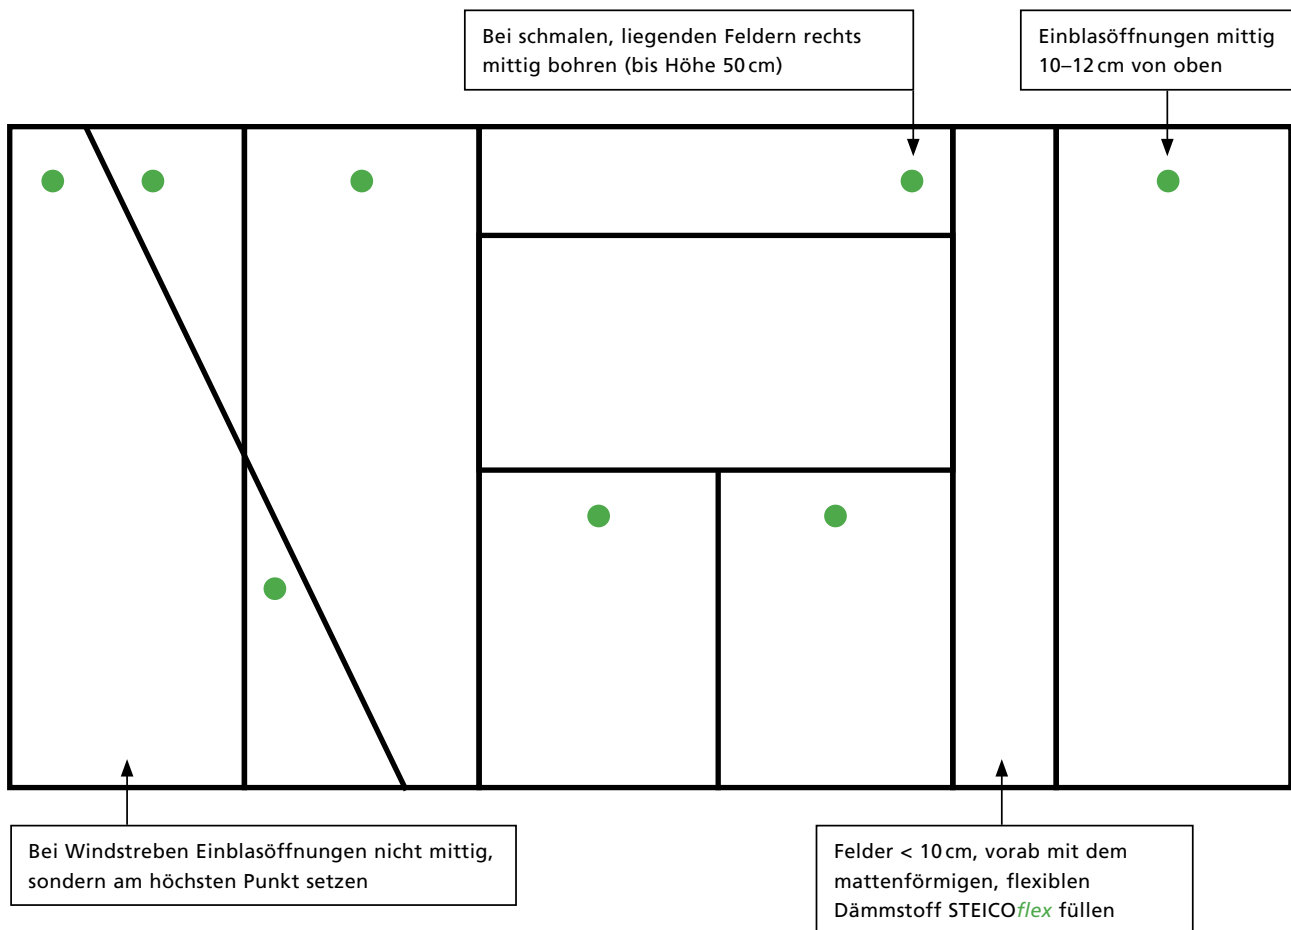 Bei schmalen, liegenden Feldern rechts
mittig bohren (bis Höhe 50 cm)
Einblasöffnungen mittig
10–12 cm von oben
Bei Windstreben Einblasöffnungen nicht mittig,
sondern am höchsten Punkt setzen
Felder < 10 cm, vorab mit dem
mattenförmigen, flexiblen
Dämmstoff STEICOflex füllen